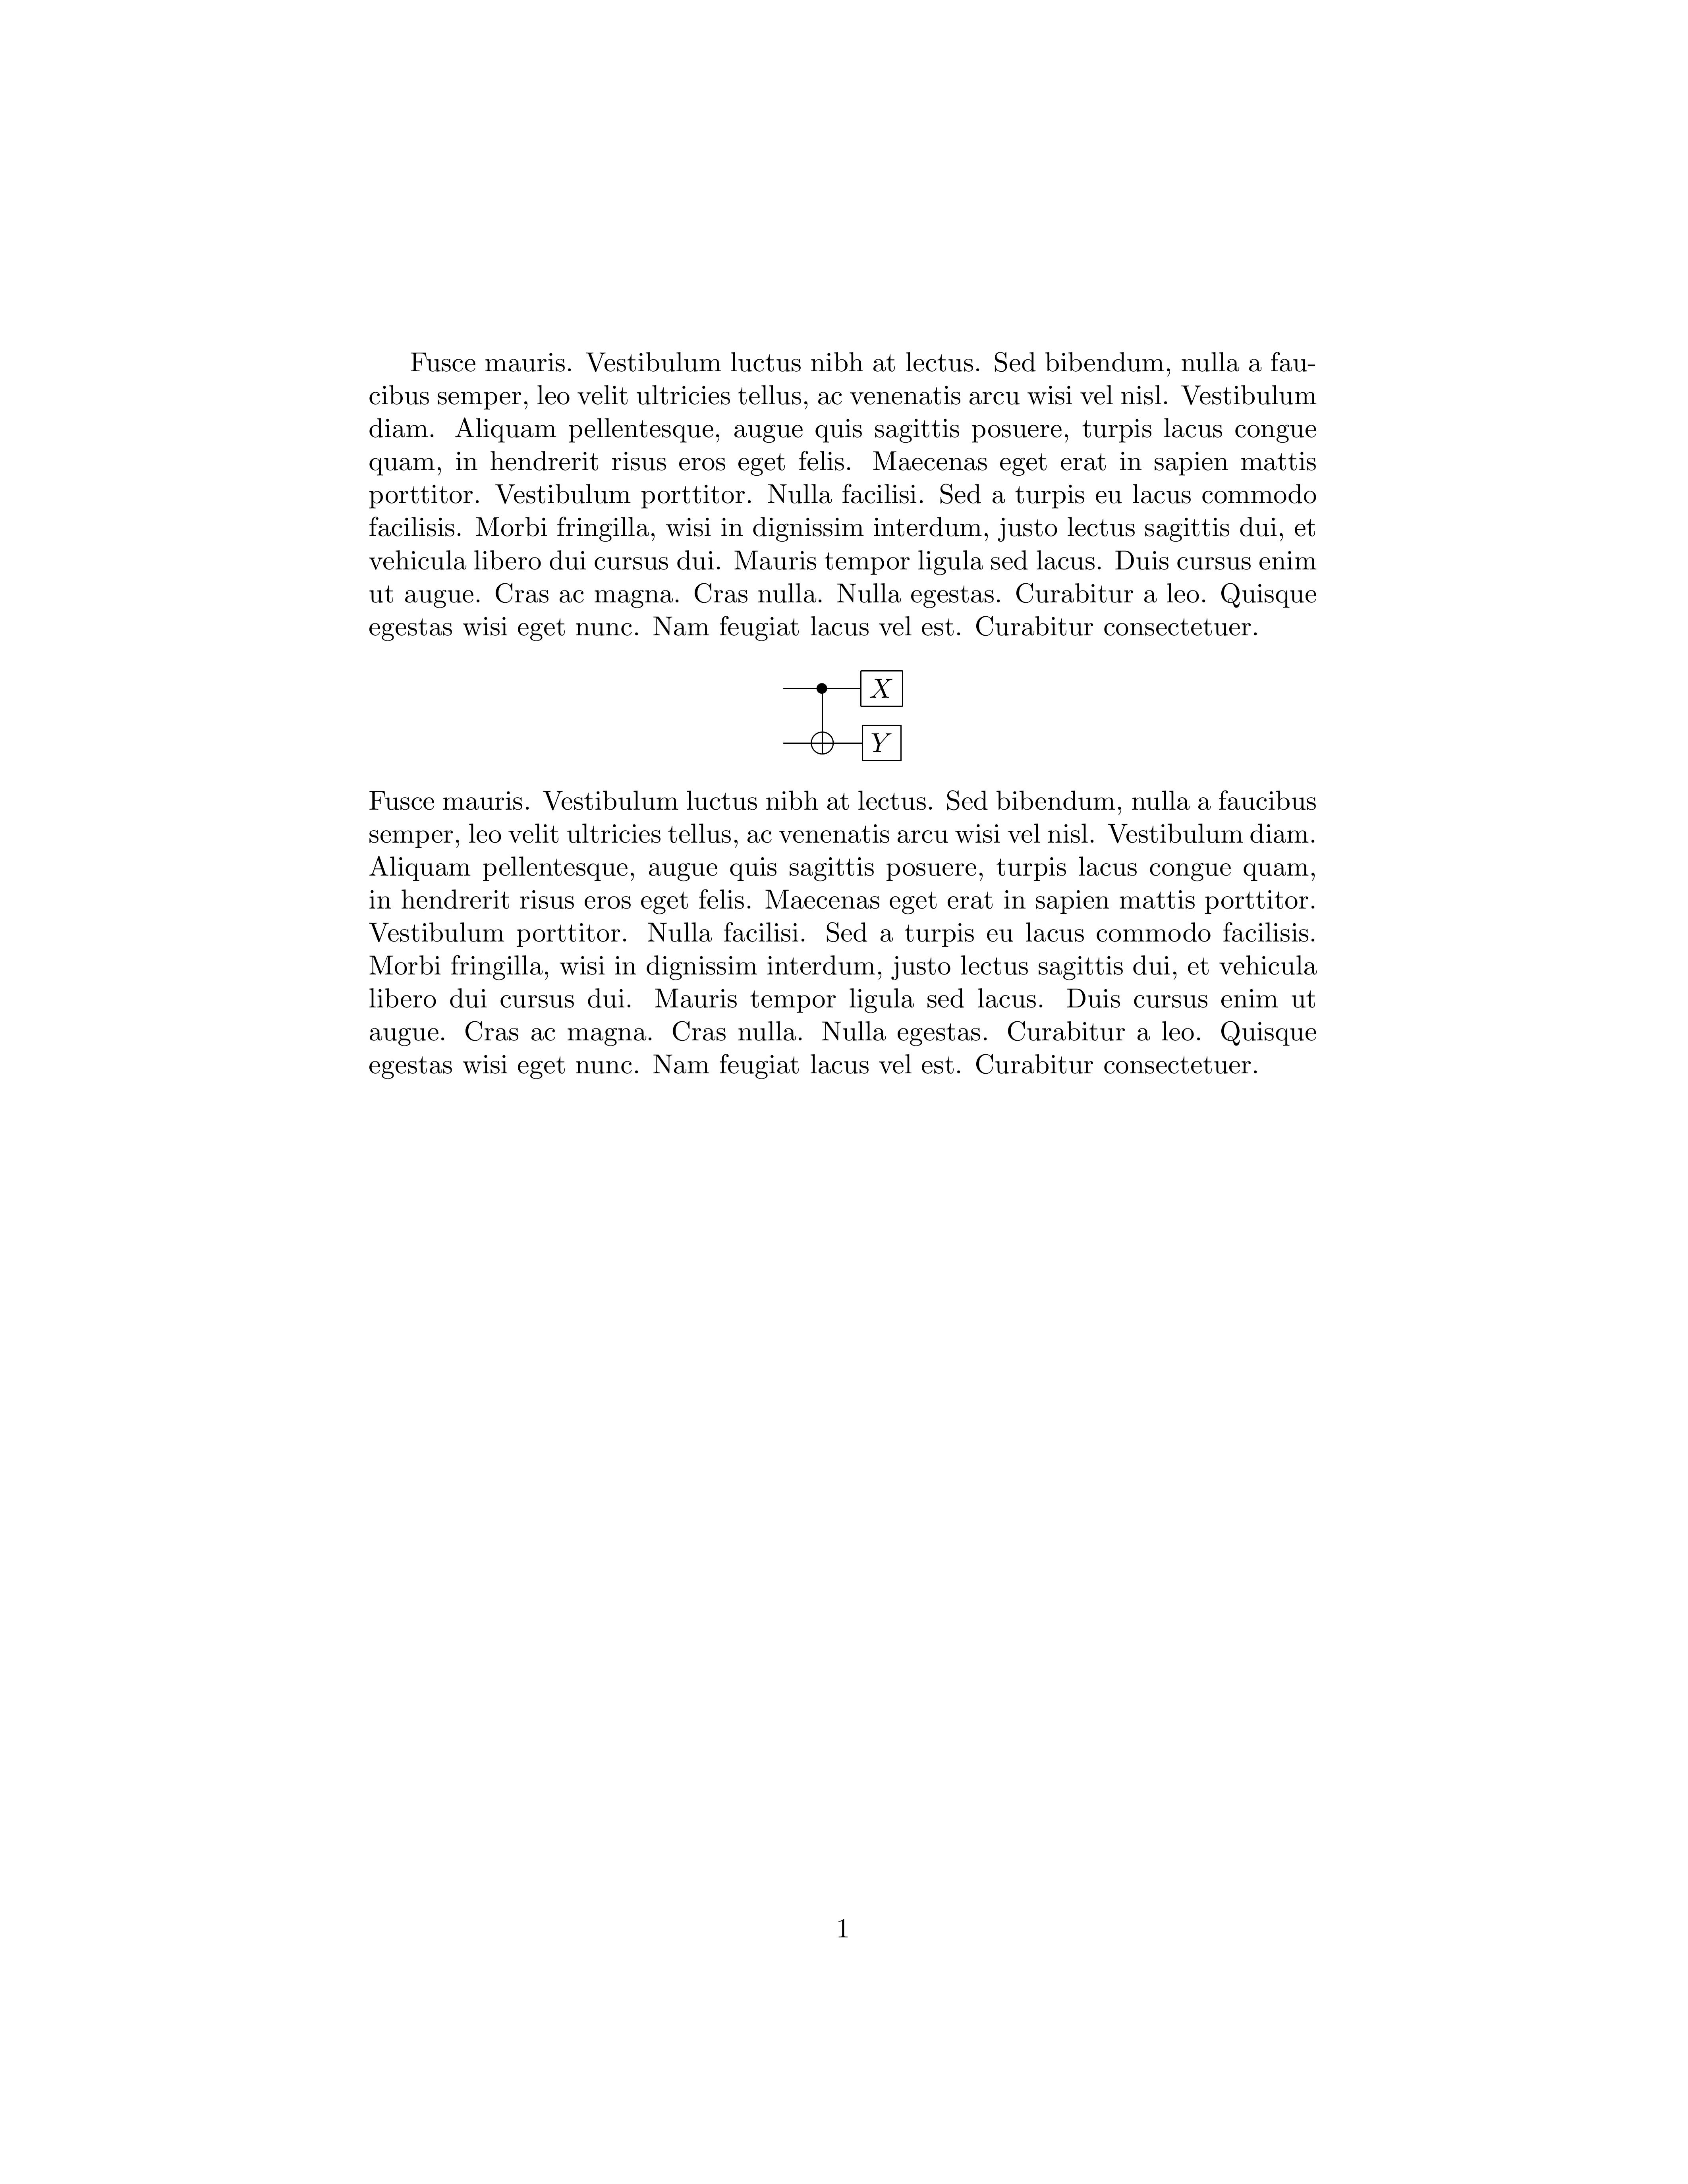 Fusce mauris. Vestibulum luctus nibh at lectus. Sed bibendum, nulla a fau-
cibus semper, leo velit ultricies tellus, ac venenatis arcu wisi vel nisl. Vestibulum
diam. Aliquam pellentesque, augue quis sagittis posuere, turpis lacus congue
quam, in hendrerit risus eros eget felis. Maecenas eget erat in sapien mattis
porttitor. Vestibulum porttitor. Nulla facilisi. Sed a turpis eu lacus commodo
facilisis. Morbi fringilla, wisi in dignissim interdum, justo lectus sagittis dui, et
vehicula libero dui cursus dui. Mauris tempor ligula sed lacus. Duis cursus enim
ut augue. Cras ac magna. Cras nulla. Nulla egestas. Curabitur a leo. Quisque
egestas wisi eget nunc. Nam feugiat lacus vel est. Curabitur consectetuer.
X
Y
Fusce mauris. Vestibulum luctus nibh at lectus. Sed bibendum, nulla a faucibus
semper, leo velit ultricies tellus, ac venenatis arcu wisi vel nisl. Vestibulum diam.
Aliquam pellentesque, augue quis sagittis posuere, turpis lacus congue quam,
in hendrerit risus eros eget felis. Maecenas eget erat in sapien mattis porttitor.
Vestibulum porttitor. Nulla facilisi. Sed a turpis eu lacus commodo facilisis.
Morbi fringilla, wisi in dignissim interdum, justo lectus sagittis dui, et vehicula
libero dui cursus dui. Mauris tempor ligula sed lacus. Duis cursus enim ut
augue. Cras ac magna. Cras nulla. Nulla egestas. Curabitur a leo. Quisque
egestas wisi eget nunc. Nam feugiat lacus vel est. Curabitur consectetuer.
1